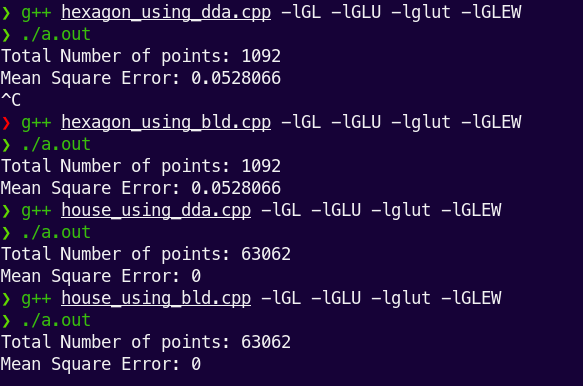 ❯ g++ hexagon_using_dda.cpp -lGL -lGLU -lglut -lGLEW
❯ ./a.out
Total Number of points: 1092
Mean Square Error: 0.0528066
^C
❯ g++ hexagon_using_bld.cpp -lGL -lGLU -lglut -lGLEW
❯ ./a.out
Total Number of points: 1092
Mean Square Error: 0.0528066
❯ g++ house_using_dda.cpp -lGL -lGLU -lglut -lGLEW
❯ ./a.out
Total Number of points: 63062
Mean Square Error: 0
❯ g++ house_using_bld.cpp -lGL -lGLU -lglut -lGLEW
❯ ./a.out
Total Number of points: 63062
Mean Square Error: 0